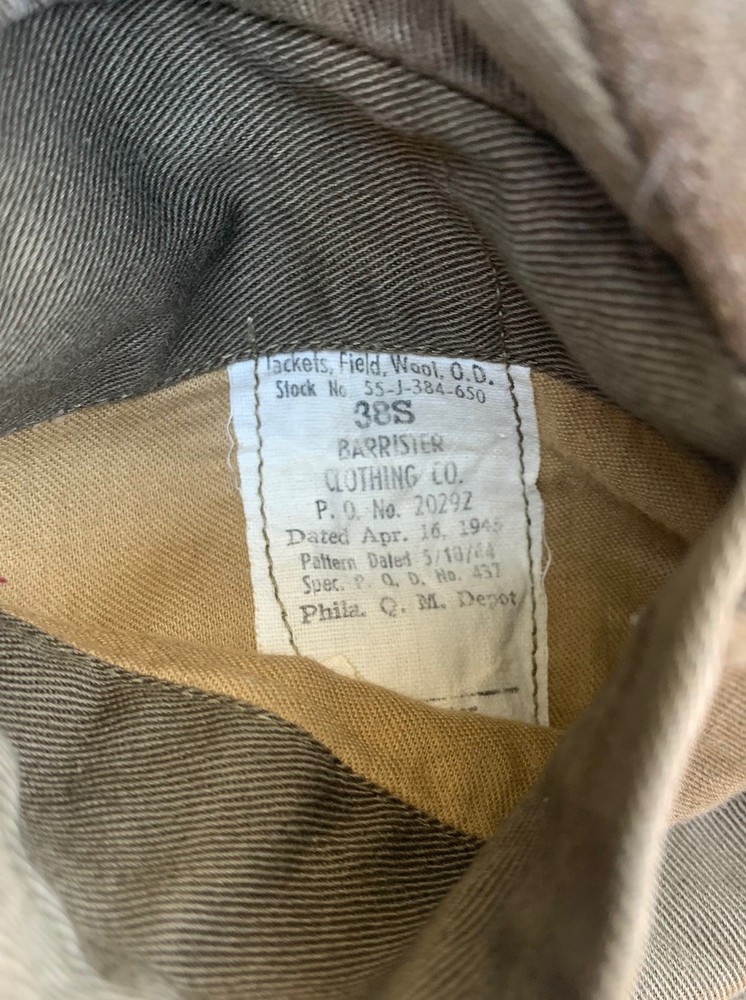 Jackets, Field, Wool, O.D.
Stock No 55-J-384-650
38S
BARRISTER
CLOTHING CO.
P. O. No. 20292
Dated Apr. 16, 1945
Pattern Dated 5/10/44
Spec. P. Q. D. No. 437
Phila. Q. M. Depot